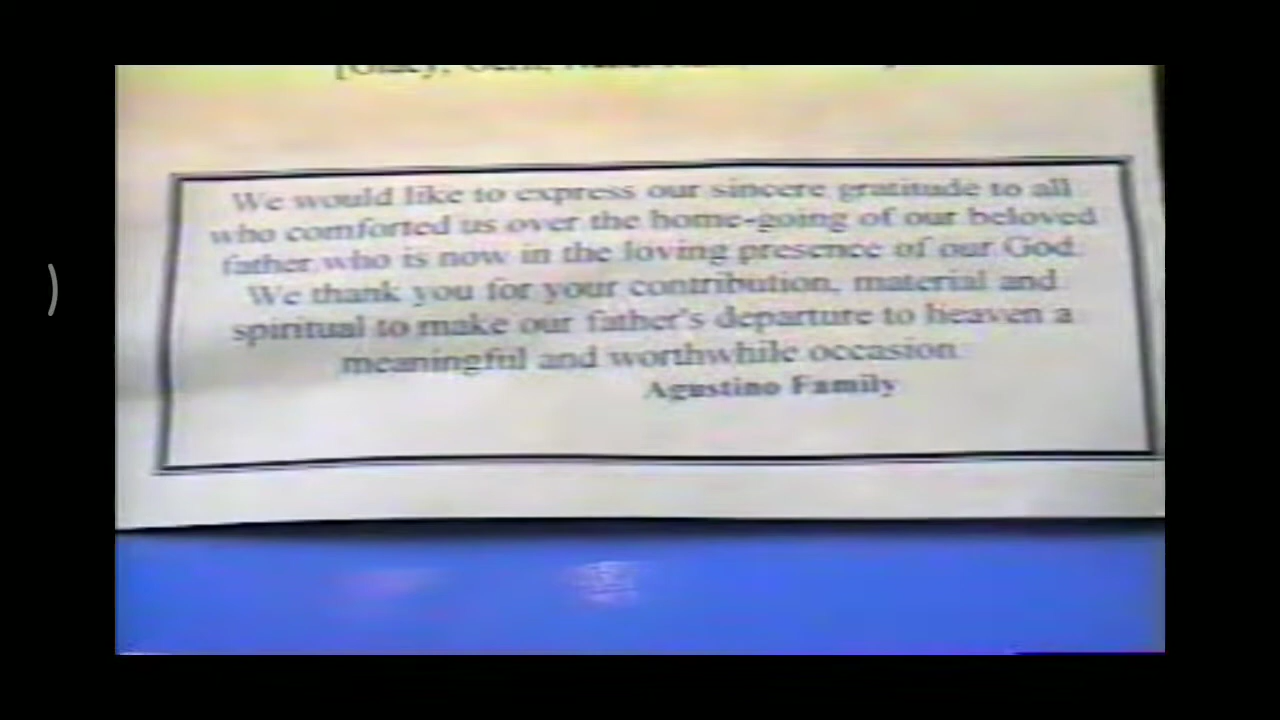 We would like to express our sincere gratitude to all
who comforted us over the home-going of our beloved
father who is now in the loving presence of our God.
We thank you for your contribution, material and
spiritual to make our father's departure to heaven a
meaningful and worthwhile occasion
Agustino Family